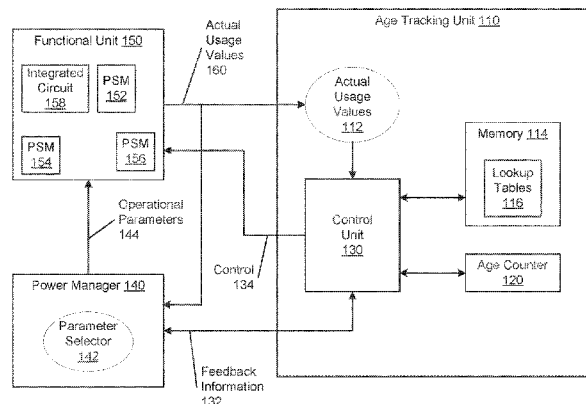 Functional Unit 150
Integrated
Circuit
158
PSM
152
PSM
154
PSM
156
Actual
Usage
Values
160
Age Tracking Unit 110
Actual
Usage
Values
112
Memory 114
Lookup
Tables
116
Control
Unit
130
Age Counter
120
Operational
Parameters
144
Control
134
Power Manager 140
Parameter
Selector
142
Feedback
Information
132